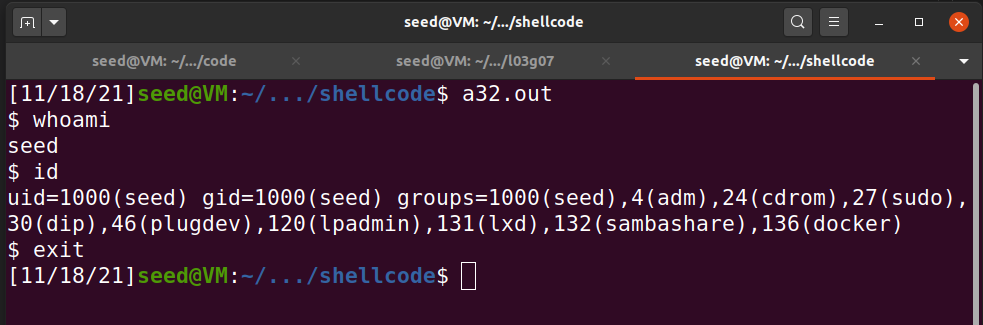 seed@VM: ~/.../shellcode
seed@VM: ~/.../code
seed@VM: ~/.../l03g07
seed@VM: ~/.../shellcode
[11/18/21]seed@VM:~/.../shellcode$ a32.out
$ whoami
seed
$ id
uid=1000(seed) gid=1000(seed) groups=1000(seed),4(adm),24(cdrom),27(sudo),
30(dip),46(plugdev),120(lpadmin),131(lxd),132(sambashare),136(docker)
$ exit
[11/18/21]seed@VM:~/.../shellcode$